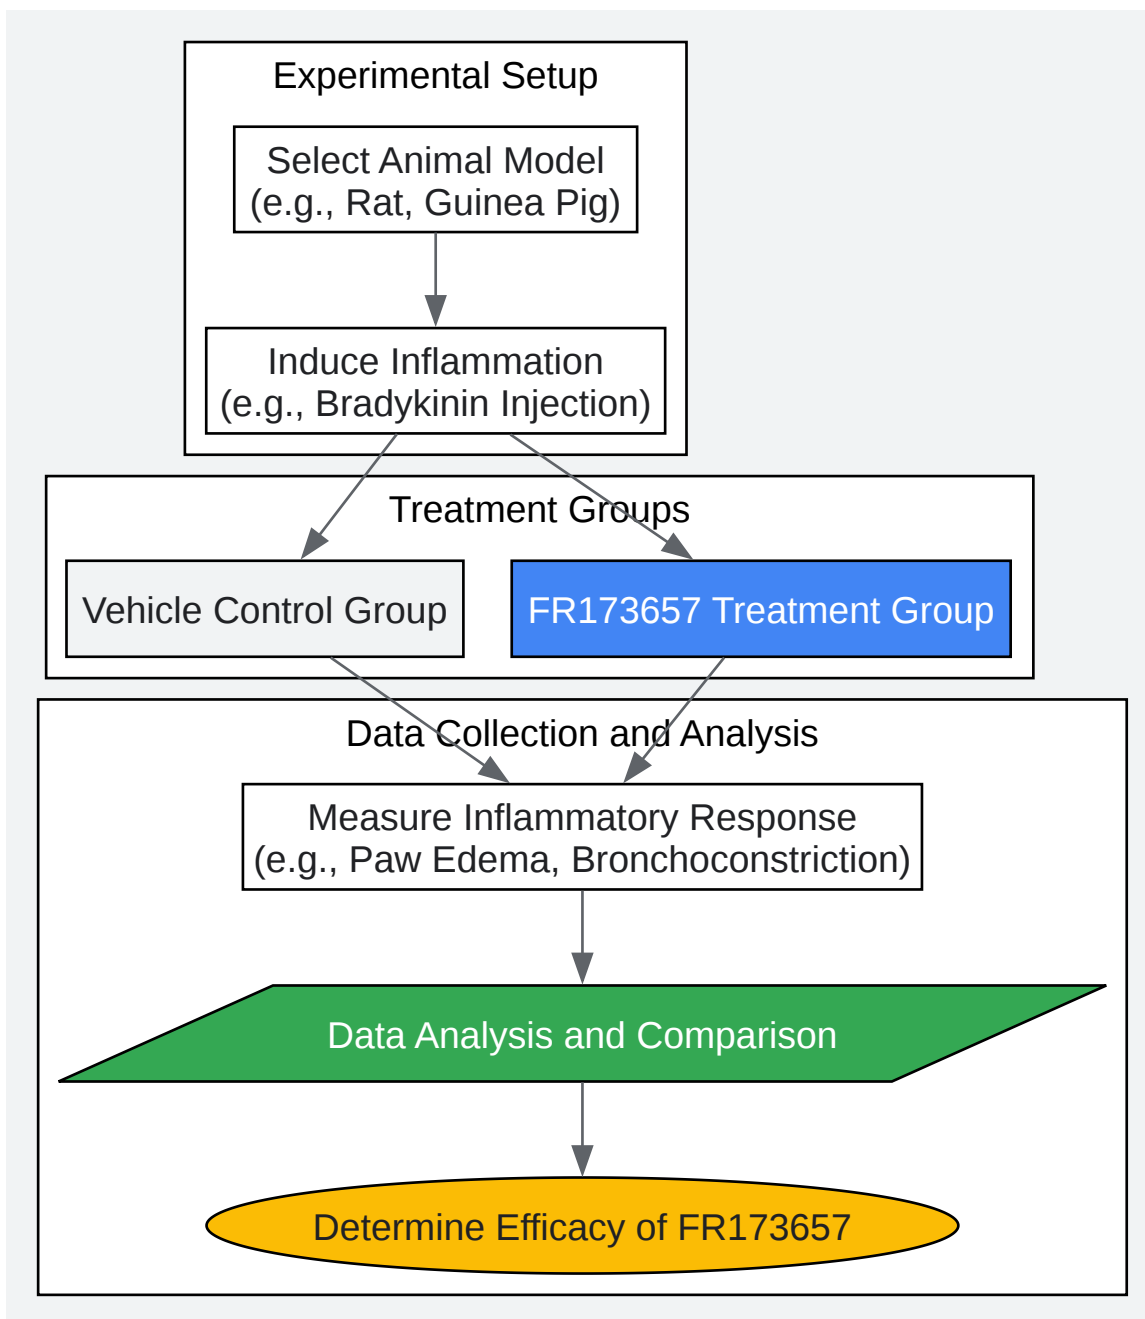 Experimental Setup
Select Animal Model
(e.g., Rat, Guinea Pig)
Induce Inflammation
(e.g., Bradykinin Injection)
Treatment Groups
Vehicle Control Group
FR173657 Treatment Group
Data Collection and Analysis
Measure Inflammatory Response
(e.g., Paw Edema, Bronchoconstriction)
Data Analysis and Comparison
Determine Efficacy of FR173657